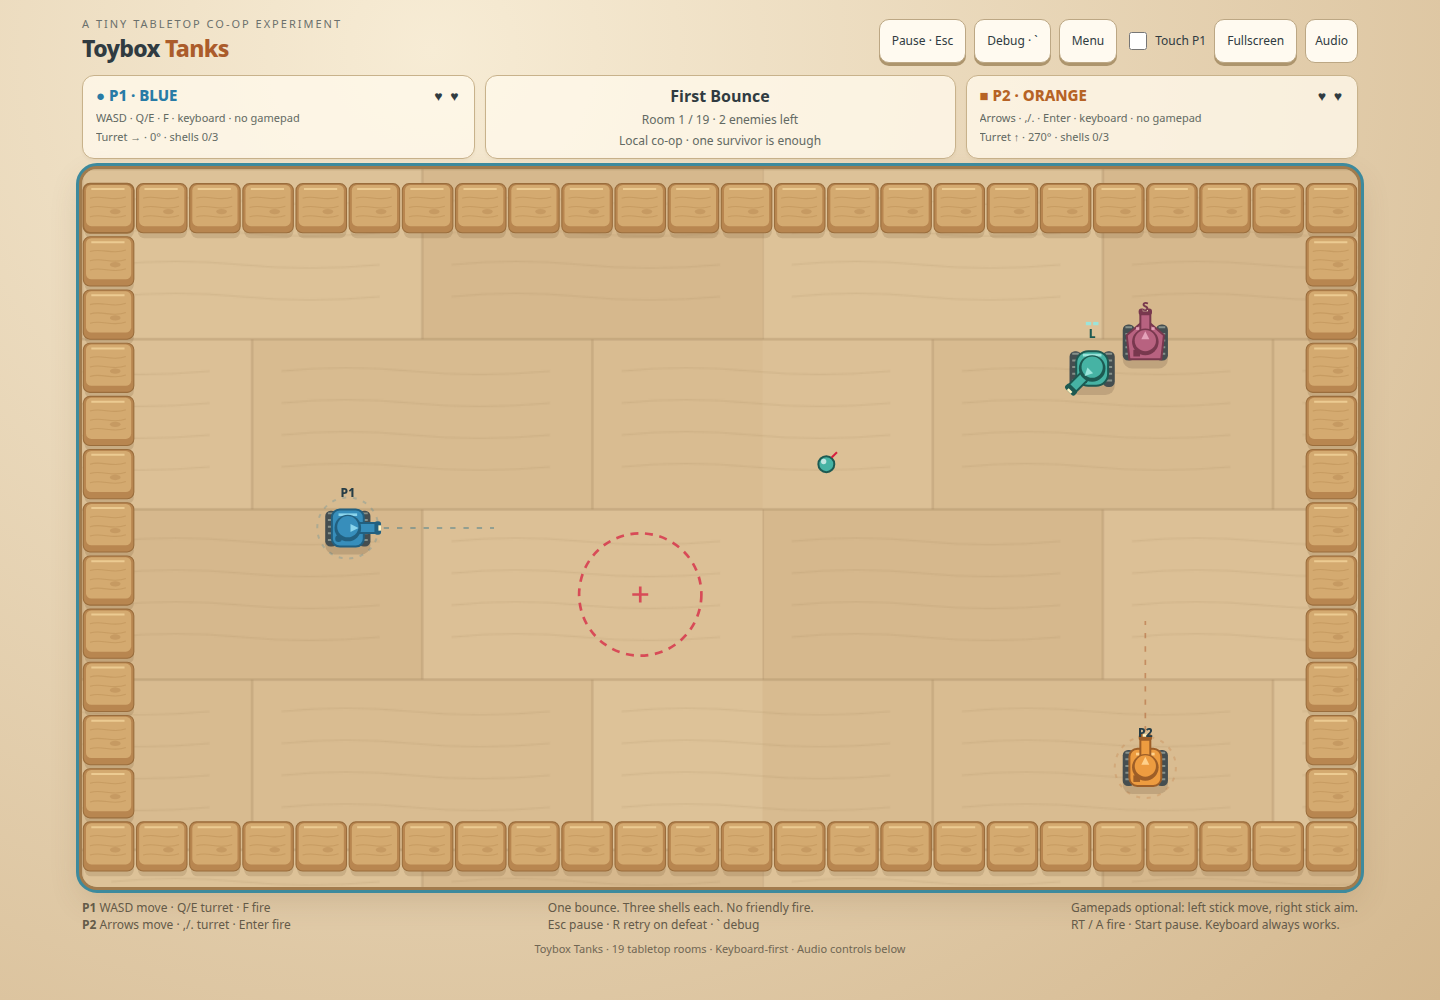 A TINY TABLETOP CO-OP EXPERIMENT
Toybox Tanks
Pause · Esc
Debug · `
Menu
Touch P1
Fullscreen
Audio
● P1 · BLUE ♥ ♥
WASD · Q/E · F · keyboard · no gamepad
Turret → · 0° · shells 0/3
First Bounce
Room 1 / 19 · 2 enemies left
Local co-op · one survivor is enough
■ P2 · ORANGE ♥ ♥
Arrows · ,/. · Enter · keyboard · no gamepad
Turret ↑ · 270° · shells 0/3
S
L
P1
P2
P1 WASD move · Q/E turret · F fire
P2 Arrows move · ,/. turret · Enter fire
One bounce. Three shells each. No friendly fire.
Esc pause · R retry on defeat · ` debug
Gamepads optional: left stick move, right stick aim.
RT / A fire · Start pause. Keyboard always works.
Toybox Tanks · 19 tabletop rooms · Keyboard-first · Audio controls below